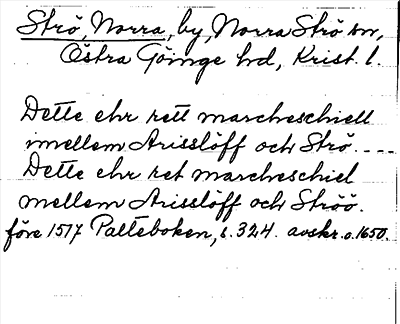 Strö, Norra, by, Norra Strö sn,
Östra Göinge hd, Krist. l.
Dette ehr rett marcheschiell
imellem Arisslöff och Strö. ----
Dette ehr ret marcheschiel
mellem Arisslöff och Ströö.
före 1517 Palteboken, s. 324. avskr. o. 1650.